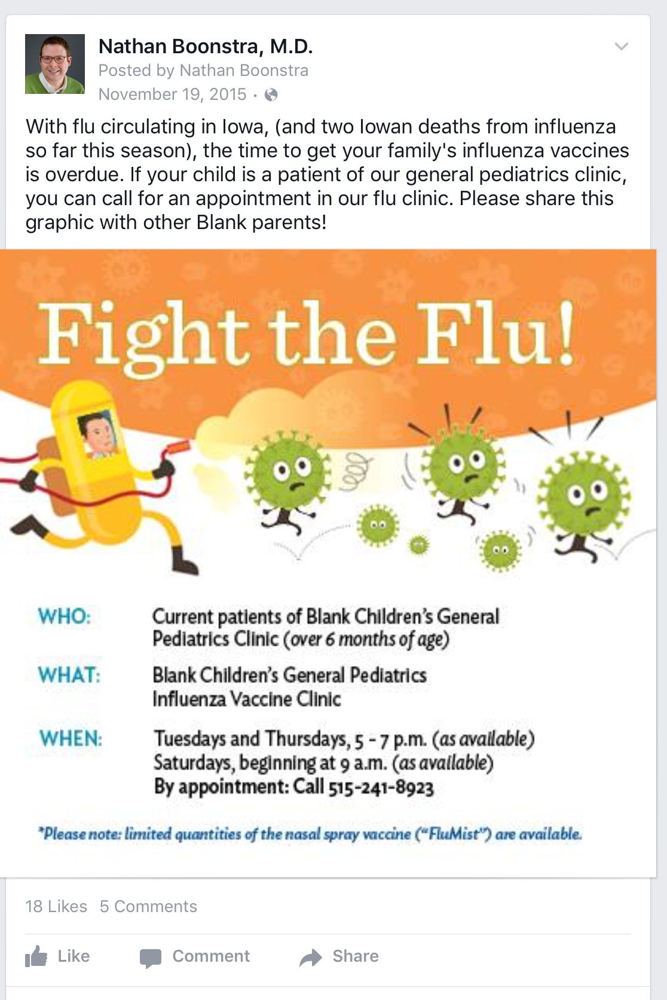 Nathan Boonstra, M.D.
Posted by Nathan Boonstra
November 19, 2015 ·
With flu circulating in Iowa, (and two Iowan deaths from influenza
so far this season), the time to get your family's influenza vaccines
is overdue. If your child is a patient of our general pediatrics clinic,
you can call for an appointment in our flu clinic. Please share this
graphic with other Blank parents!
Fight the Flu!
WHO: Current patients of Blank Children's General
Pediatrics Clinic (over 6 months of age)
WHAT: Blank Children's General Pediatrics
Influenza Vaccine Clinic
WHEN: Tuesdays and Thursdays, 5 - 7 p.m. (as available)
Saturdays, beginning at 9 a.m. (as available)
By appointment: Call 515-241-8923
*Please note: limited quantities of the nasal spray vaccine ("FluMist") are available.
18 Likes 5 Comments
Like Comment Share